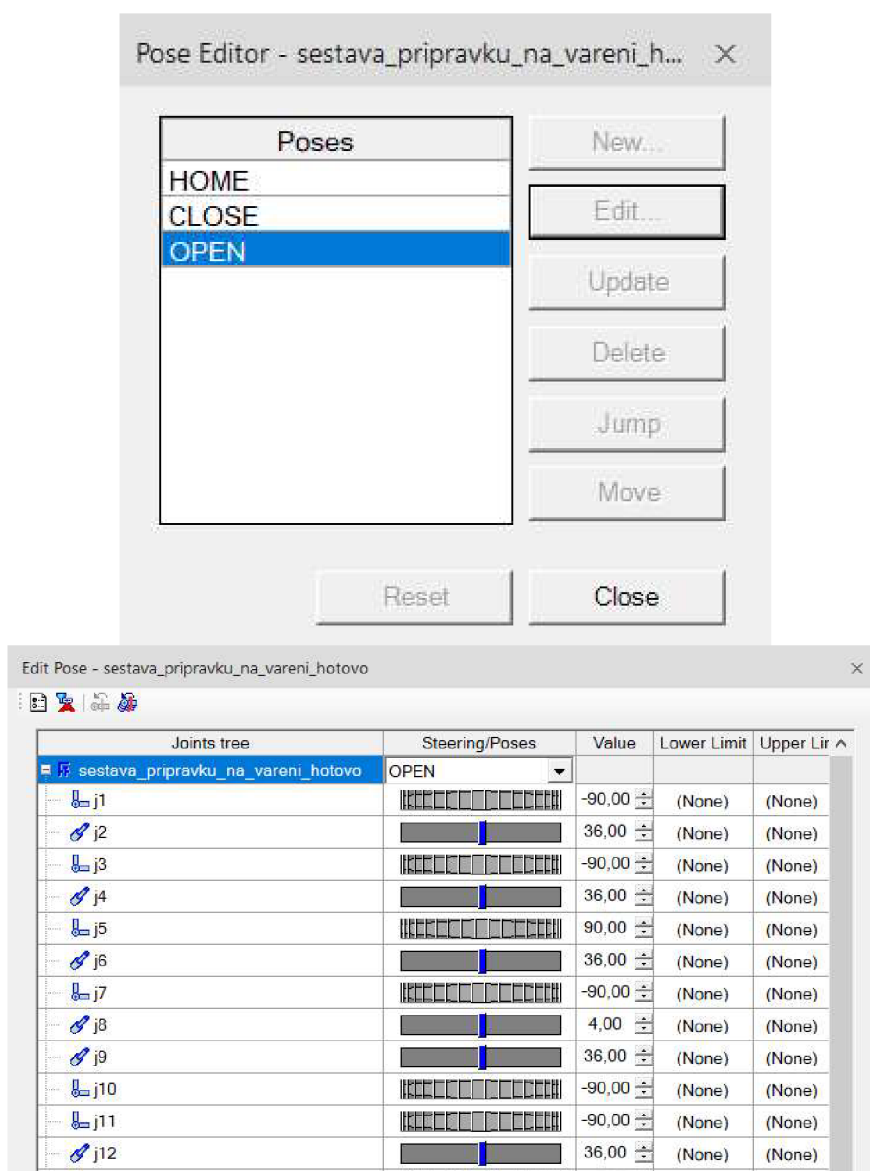 Pose Editor - sestava_pripravku_na_vareni_h...
Poses
New...
HOME
Edit...
CLOSE
OPEN
Update
Delete
Jump
Move
Reset Close
Edit Pose - sestava_pripravku_na_vareni_hotovo
Joints tree Steering/Poses Value Lower Limit Upper Lir
sestava_pripravku_na_vareni_hotovo OPEN
j1 -90,00 (None) (None)
j2 36,00 (None) (None)
j3 -90,00 (None) (None)
j4 36,00 (None) (None)
j5 90,00 (None) (None)
j6 36,00 (None) (None)
j7 -90,00 (None) (None)
j8 4,00 (None) (None)
j9 36,00 (None) (None)
j10 -90,00 (None) (None)
j11 -90,00 (None) (None)
j12 36,00 (None) (None)